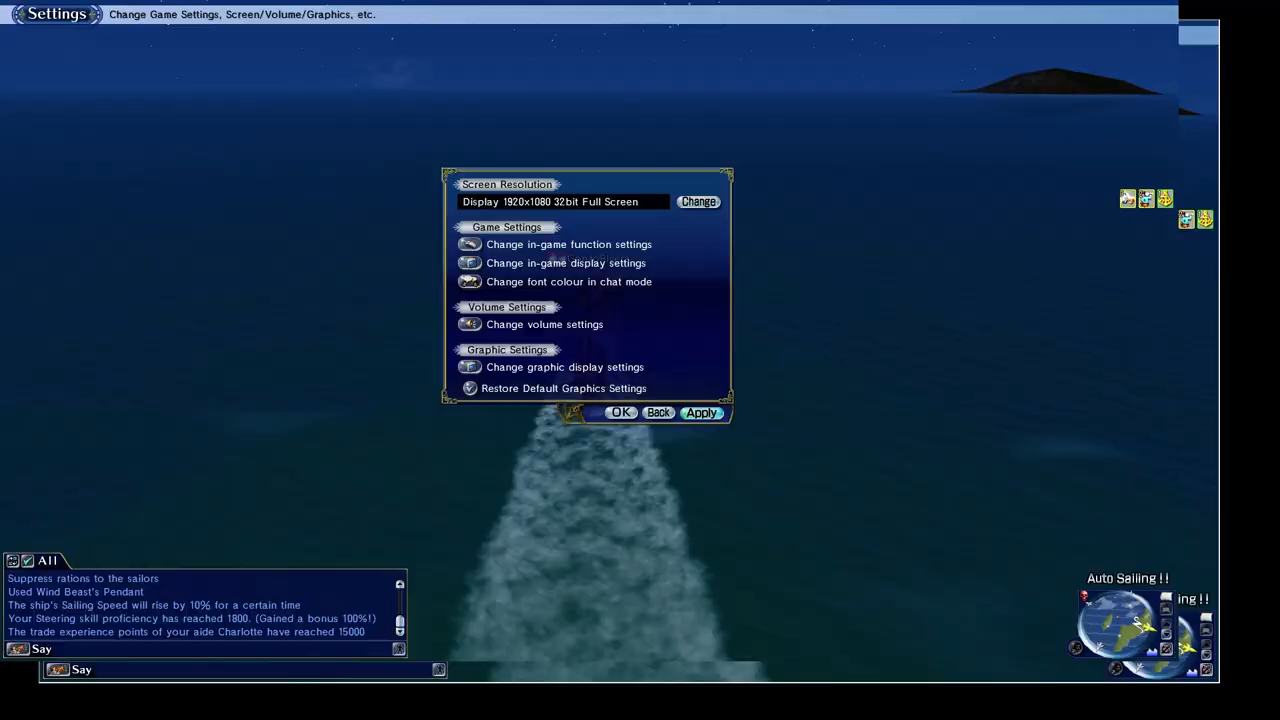 Settings
Change Game Settings, Screen/Volume/Graphics, etc.
Screen Resolution
Display 1920x1080 32bit Full Screen
Change
Game Settings
Change in-game function settings
Change in-game display settings
Change font colour in chat mode
Volume Settings
Change volume settings
Graphic Settings
Change graphic display settings
Restore Default Graphics Settings
OK
Back
Apply
All
Suppress rations to the sailors
Used Wind Beast's Pendant
The ship's Sailing Speed will rise by 10% for a certain time
Your Steering skill proficiency has reached 1800. (Gained a bonus 100%!)
The trade experience points of your aide Charlotte have reached 15000
Say
Say
Auto Sailing !!
ing !!